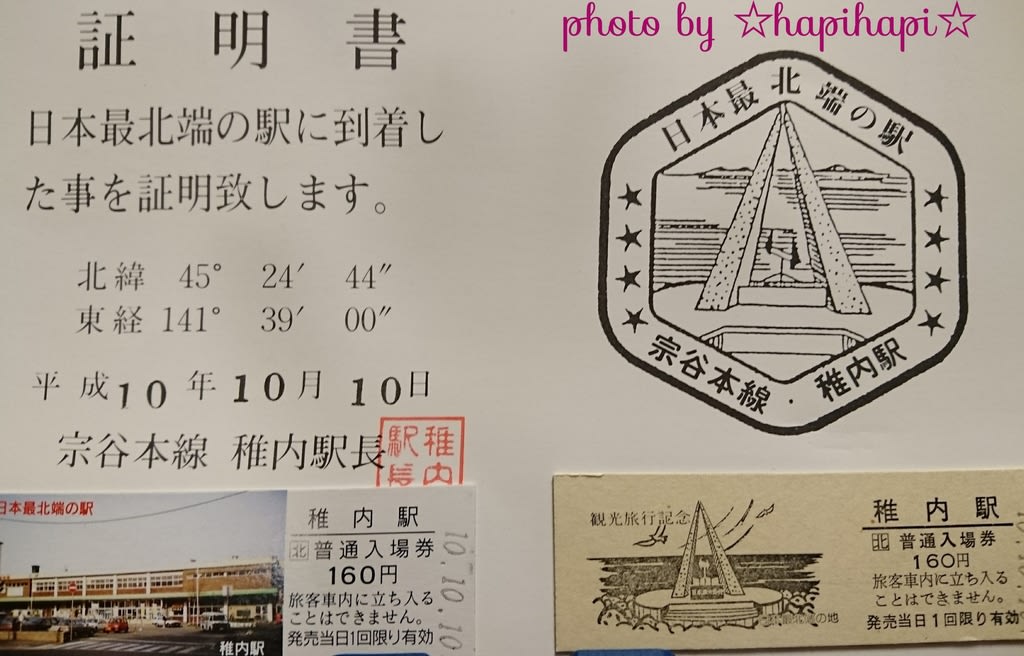 photo by ☆hapihapi☆
証明書
日本最北端の駅に到着し
た事を証明致します。
北緯 45° 24′ 44″
東経 141° 39′ 00″
平成10年10月10日
宗谷本線 稚内駅長
稚内
駅
日本最北端の駅
宗谷本線・稚内駅
日本最北端の駅
稚内駅
稚内駅
北 普通入場券
160円
旅客車内に立ち入る
ことはできません。
発売当日1回限り有効
10.10.10
観光旅行記念
最北端の地
稚内駅
北 普通入場券
160円
旅客車内に立ち入る
ことはできません。
発売当日1回限り有効